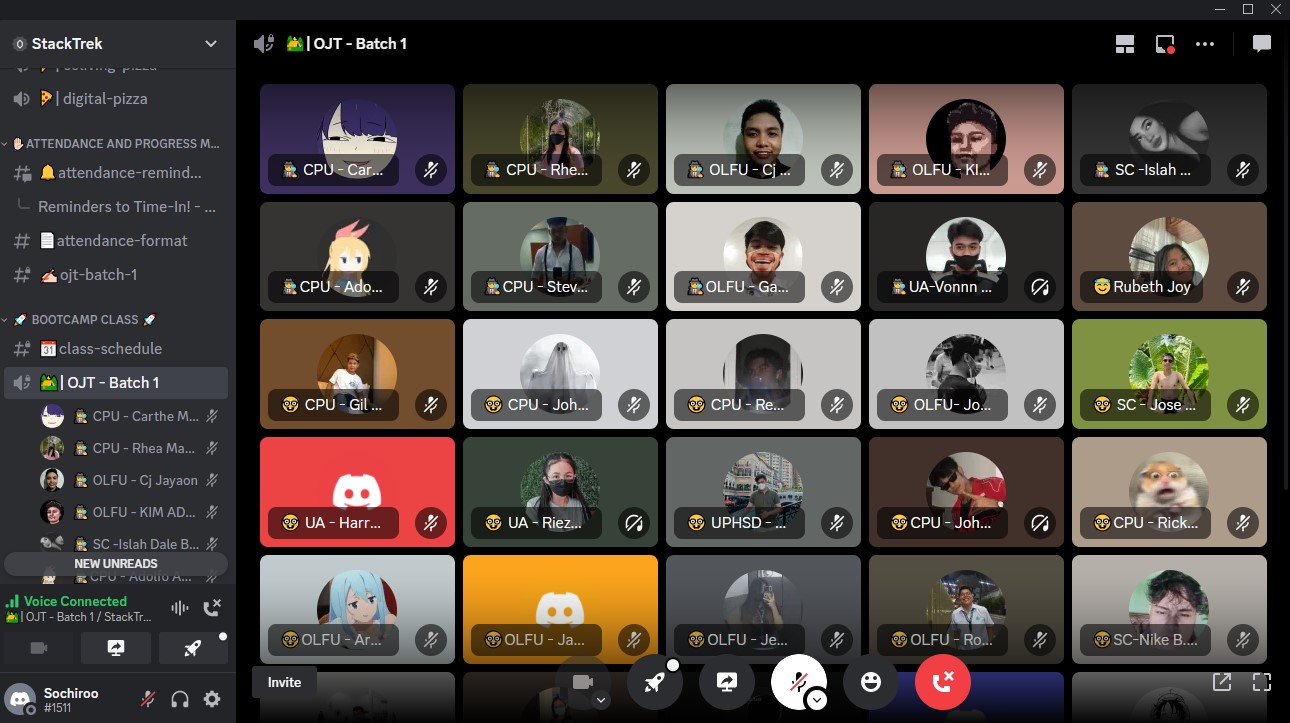 StackTrek
| OJT - Batch 1
| digital-pizza
ATTENDANCE AND PROGRESS M...
attendance-remind...
Reminders to Time-In! - ...
attendance-format
ojt-batch-1
BOOTCAMP CLASS
class-schedule
| OJT - Batch 1
CPU - Carthe M...
CPU - Rhea Ma...
OLFU - Cj Jayaon
OLFU - KIM AD...
SC -Islah Dale B...
NEW UNREADS
CPU - Adolfo A...
Voice Connected
| OJT - Batch 1 / StackTr...
Sochiroo
#1511
CPU - Car...
CPU - Rhe...
OLFU - Cj ...
OLFU - KI...
SC -Islah ...
CPU - Ado...
CPU - Stev...
OLFU - Ga...
UA-Vonnn ...
Rubeth Joy
CPU - Gil ...
CPU - Joh...
CPU - Re...
OLFU- Jo...
SC - Jose ...
UA - Harr...
UA - Riez...
UPHSD - ...
CPU - Joh...
CPU - Rick...
OLFU - Ar...
OLFU - Ja...
OLFU - Je...
OLFU - Ro...
SC-Nike B...
Invite